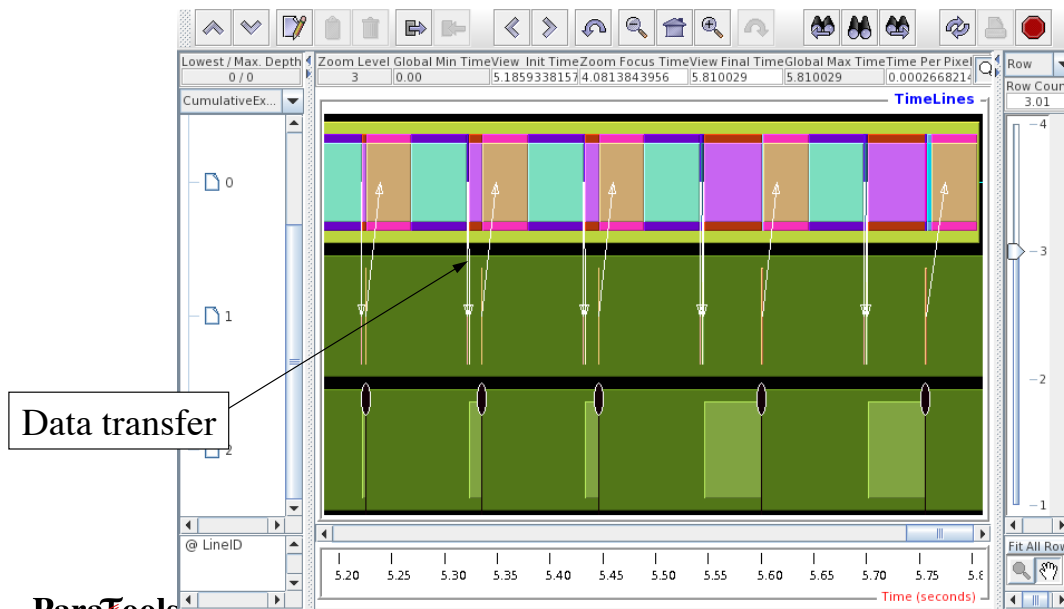 Lowest / Max. Depth
0 / 0
Zoom Level
3
Global Min Time
0.00
View Init Time
5.1859338157
Zoom Focus Time
4.0813843956
View Final Time
5.810029
Global Max Time
5.810029
Time Per Pixel
0.0002668214
Row
Row Coun
3.01
CumulativeEx...
TimeLines
0
1
2
4
3
2
1
Data transfer
@ LineID
Fit All Row
5.20 5.25 5.30 5.35 5.40 5.45 5.50 5.55 5.60 5.65 5.70 5.75 5.8
Time (seconds)
ParaTools